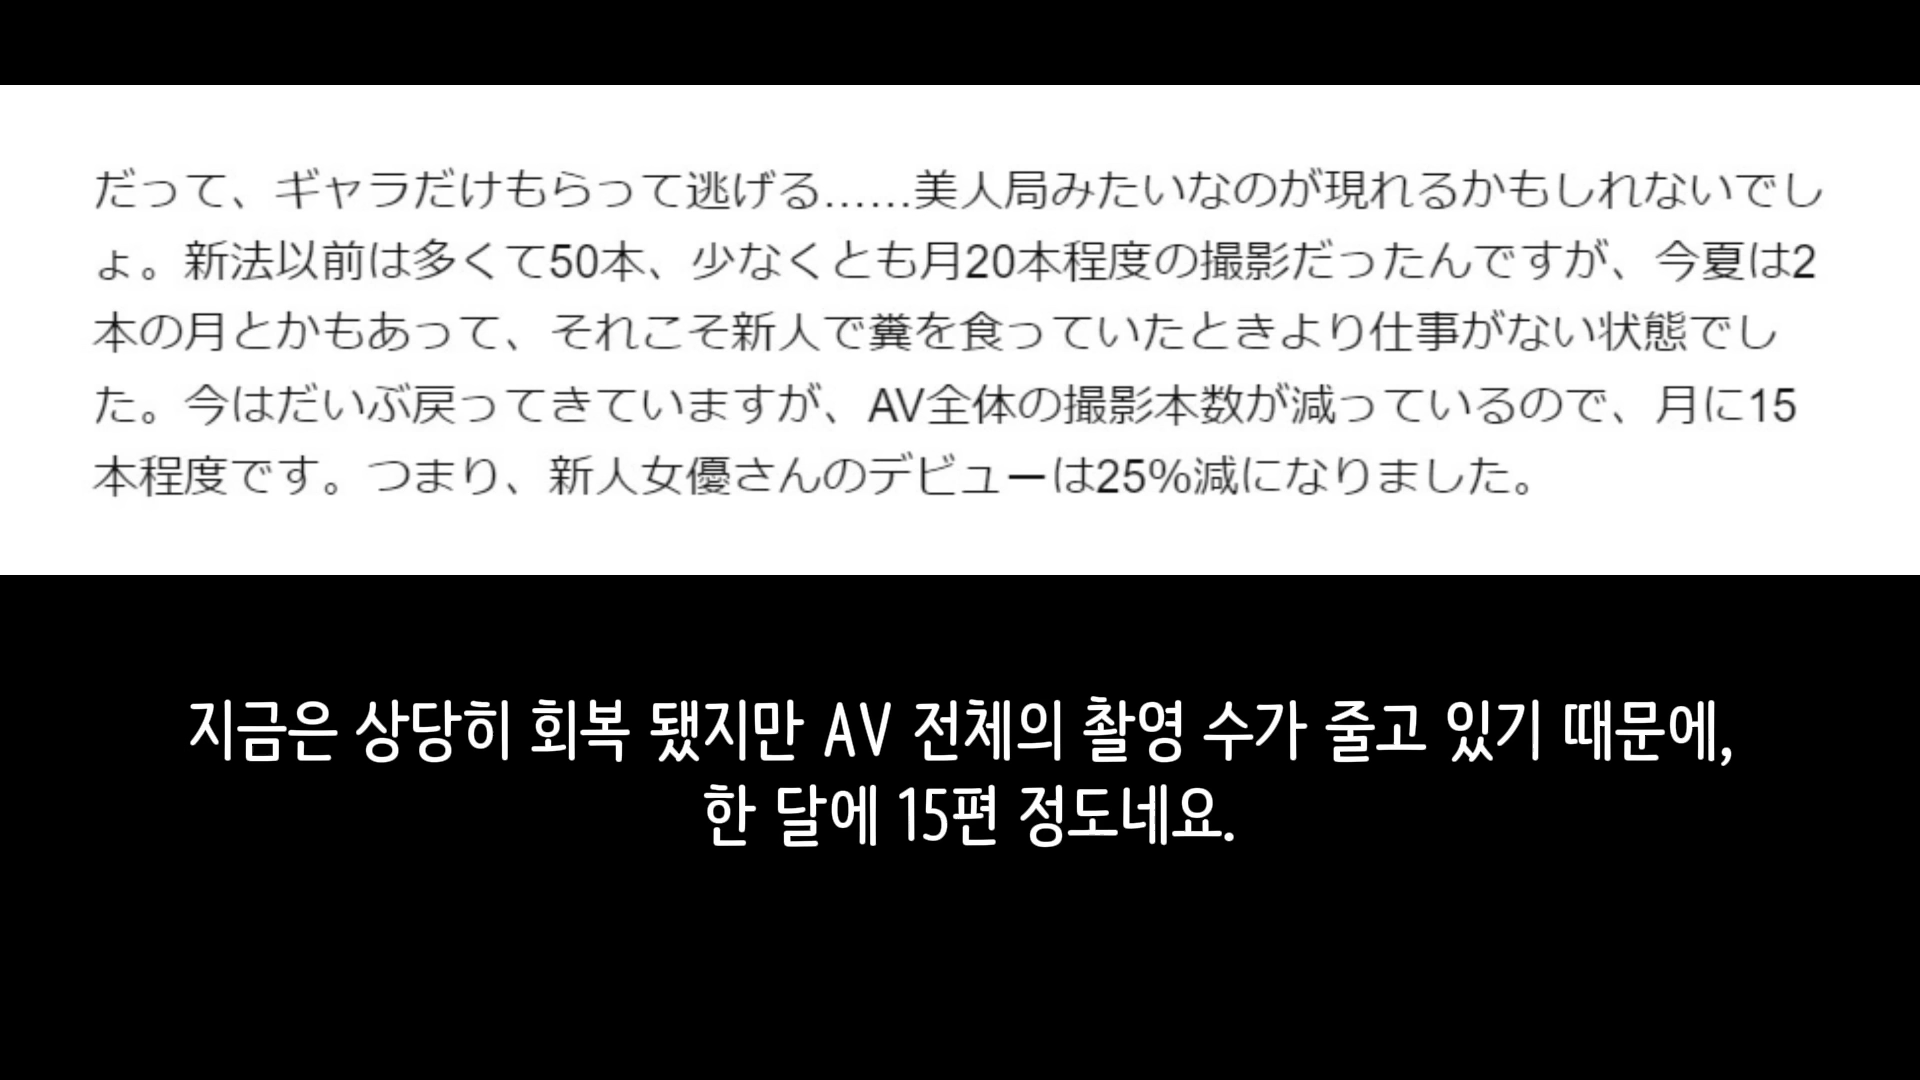 だって、ギャラだけもらって逃げる……美人局みたいなのが現れるかもしれないでし
ょ。新法以前は多くて50本、少なくとも月20本程度の撮影だったんですが、今夏は2
本の月とかもあって、それこそ新人で糞を食っていたときより仕事がない状態でし
た。今はだいぶ戻ってきていますが、AV全体の撮影本数が減っているので、月に15
本程度です。つまり、新人女優さんのデビューは25%減になりました。
지금은 상당히 회복 됐지만 AV 전체의 촬영 수가 줄고 있기 때문에,
한 달에 15편 정도네요.